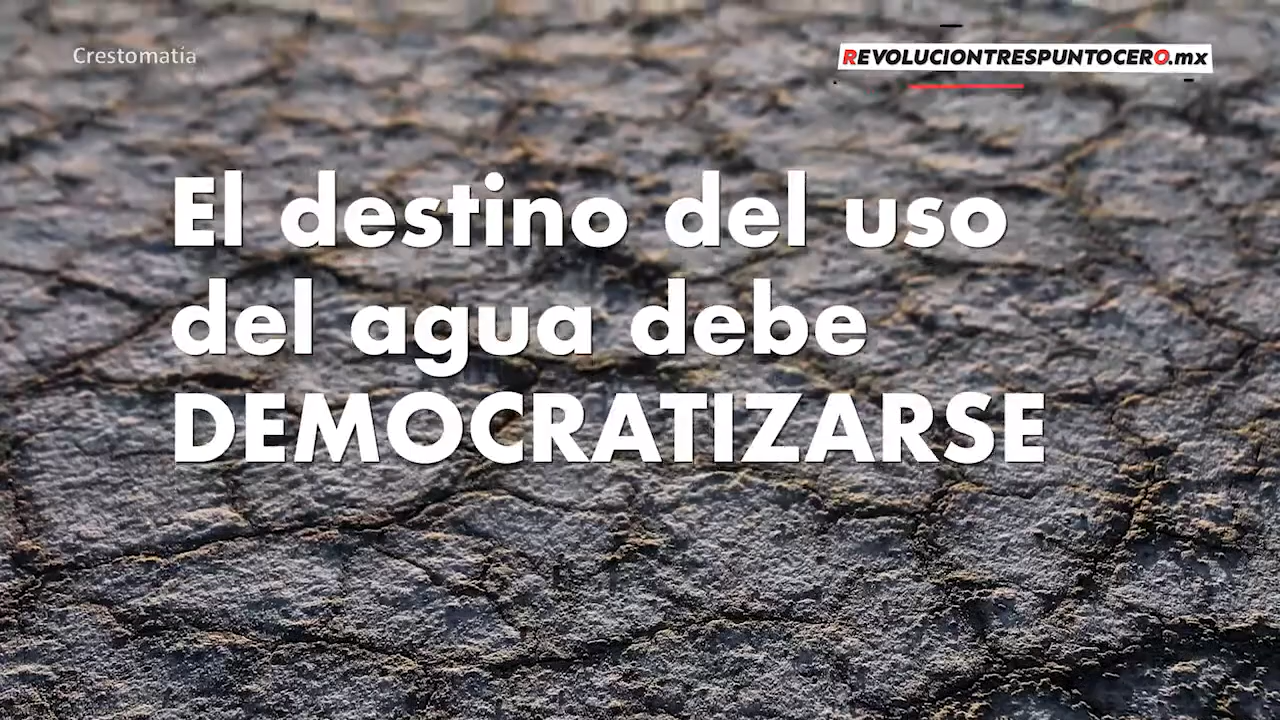 Crestomatía
REVOLUCIONTRESPUNTOCERO.mx
El destino del uso
del agua debe
DEMOCRATIZARSE